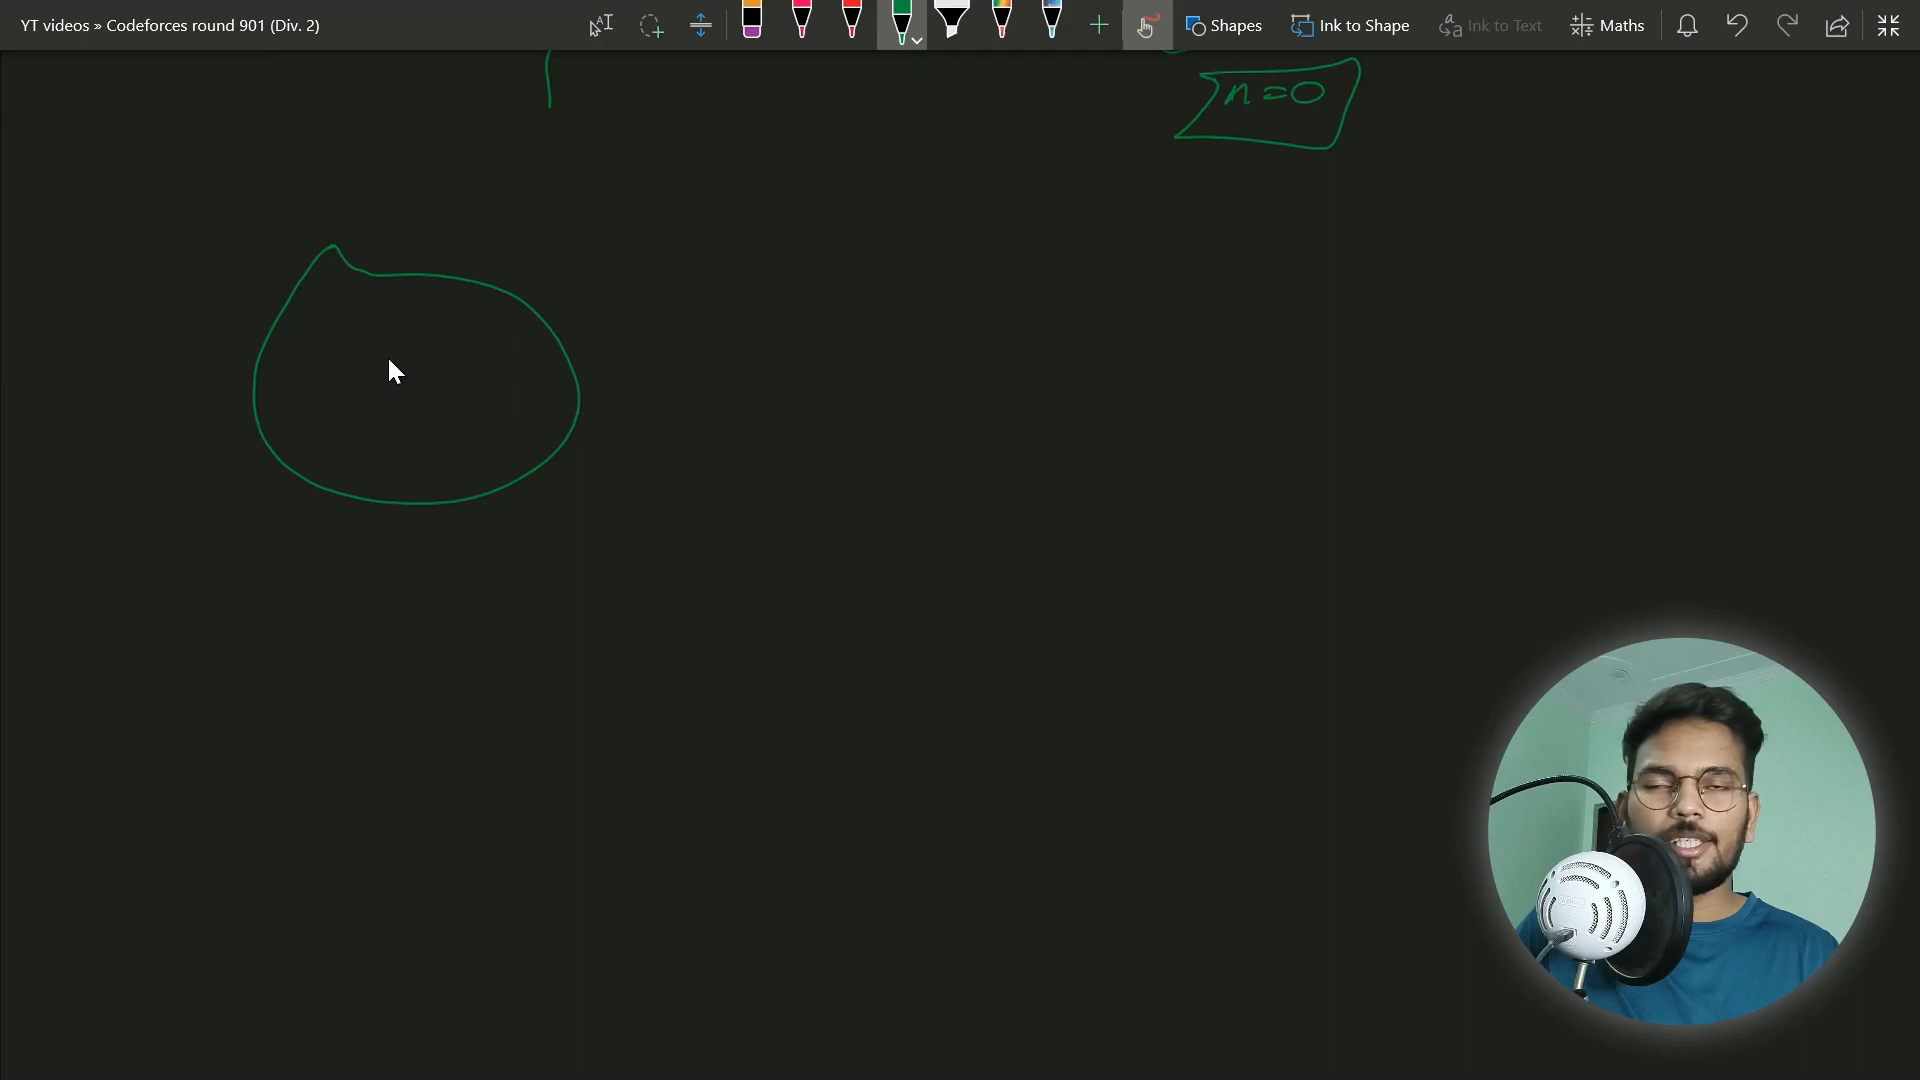 YT videos » Codeforces round 901 (Div. 2)
Shapes
Ink to Shape
Ink to Text
Maths
n=0